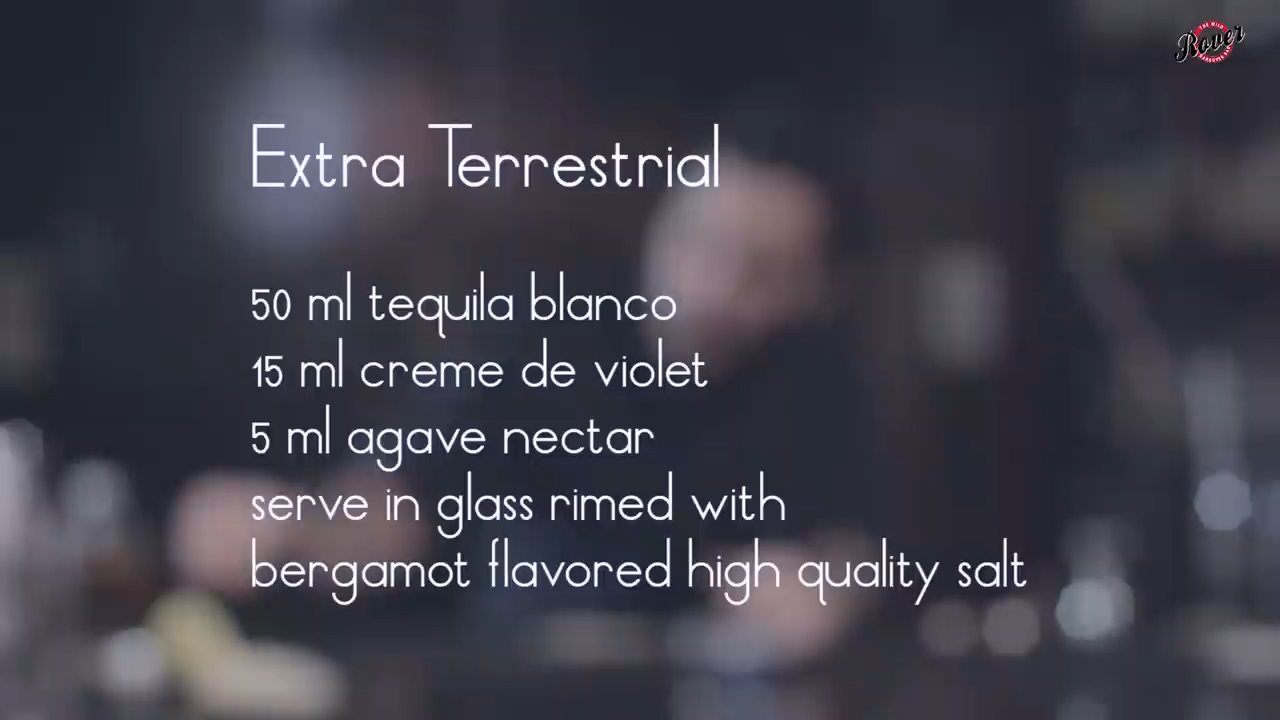 Rover
Extra Terrestrial
50 ml tequila blanco
15 ml creme de violet
5 ml agave nectar
serve in glass rimed with
bergamot flavored high quality salt